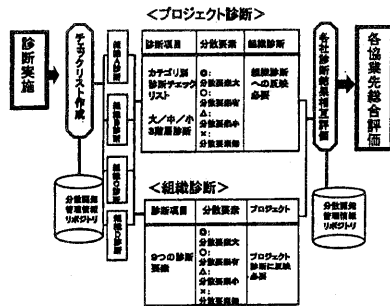 <プロジェクト診断>
診断実施
チェックリスト作成
組織A診断
組織B診断
組織C診断
組織D診断
分散開発
管理情報
リポジトリ
診断項目
分散要素
組織診断
カテゴリ別
診断チェック
リスト
大/中/小
3階層診断
◎:
分散要素大
○:
分散要素有
△:
分散要素小
×:
分散要素無
組織診断
への反映
必要
<組織診断>
診断項目
分散要素
プロジェクト
9つの診断
要素
◎:
分散要素大
○:
分散要素有
△:
分散要素小
×:
分散要素無
プロジェクト
診断に反映
必要
各社診断結果相互評価
分散開発
管理情報
リポジトリ
各協業先総合評価